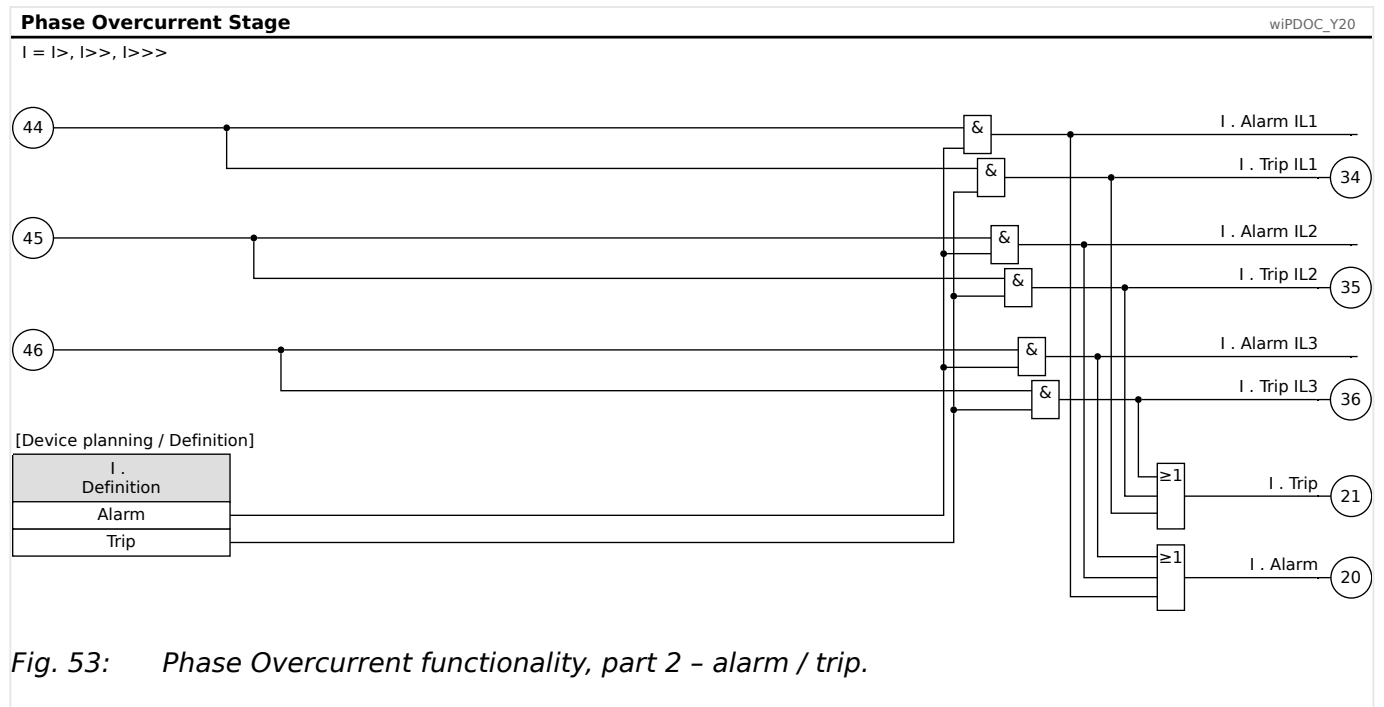 Phase Overcurrent Stage
wiPDOC_Y20
I = I>, I>>, I>>>
44
&
I . Alarm IL1
&
I . Trip IL1
34
45
&
I . Alarm IL2
&
I . Trip IL2
35
46
&
I . Alarm IL3
&
I . Trip IL3
36
[Device planning / Definition]
I .
Definition
Alarm
Trip
≥1
I . Trip
21
≥1
I . Alarm
20
Fig. 53: Phase Overcurrent functionality, part 2 – alarm / trip.